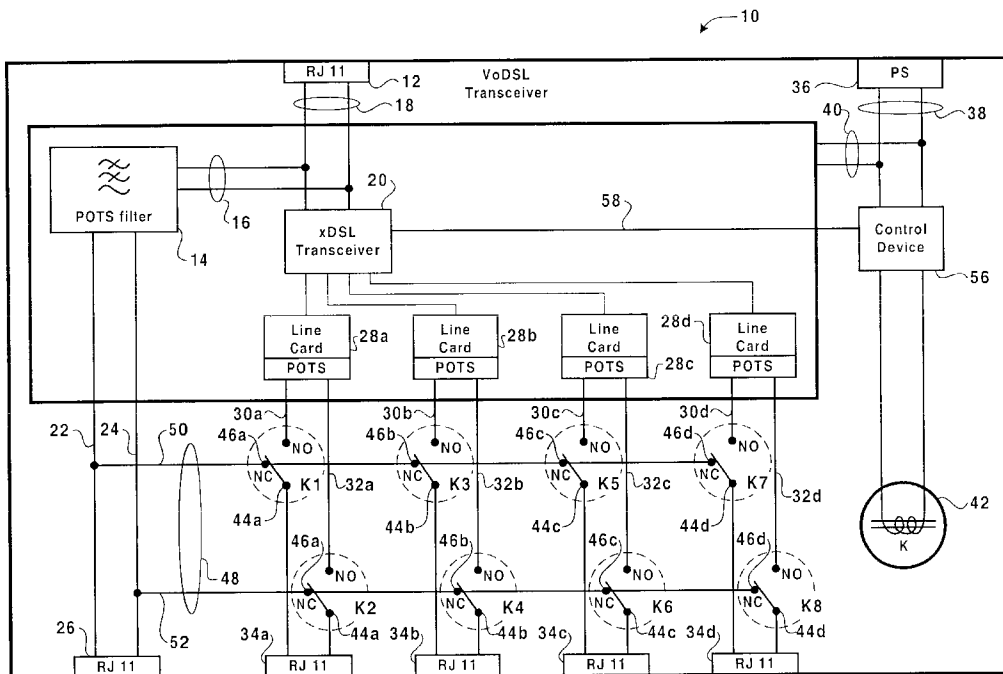 10
RJ 11
12
VoDSL
Transceiver
PS
36
18
38
40
POTS filter
16
14
20
xDSL
Transceiver
58
Control
Device
56
Line
Card
POTS
28a
Line
Card
POTS
28b
Line
Card
POTS
28c
28d
Line
Card
POTS
22
24
50
30a
30b
30c
30d
46a
NO
NC
K1
44a
32a
46b
NO
NC
K3
44b
32b
46c
NO
NC
K5
44c
32c
46d
NO
NC
K7
44d
32d
42
K
48
52
46a
NO
NC
K2
44a
46b
NO
NC
K4
44b
46c
NO
NC
K6
44c
46d
NO
NC
K8
44d
26
RJ 11
34a
RJ 11
34b
RJ 11
34c
RJ 11
34d
RJ 11